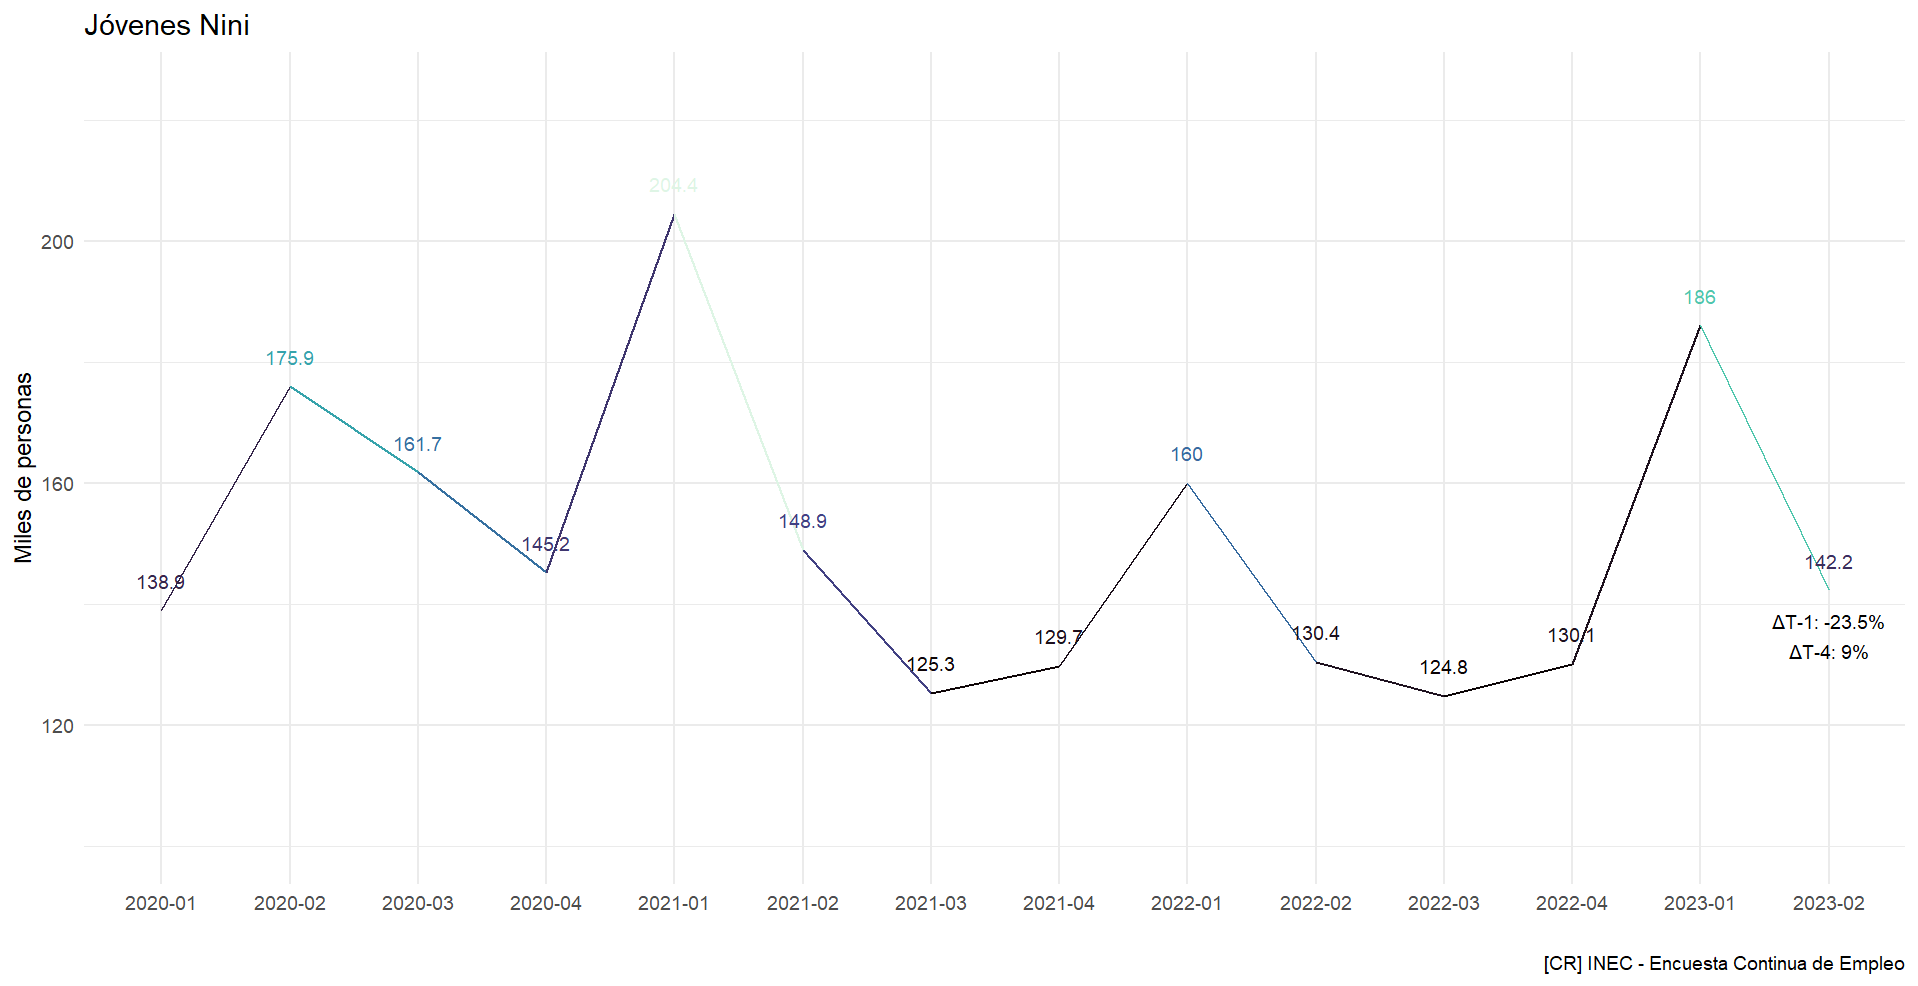 Jóvenes Nini
Miles de personas
200
160
120
138.9
175.9
161.7
145.2
204.4
148.9
125.3
129.7
160
130.4
124.8
130.1
186
142.2
ΔT-1: -23.5%
ΔT-4: 9%
2020-01 2020-02 2020-03 2020-04 2021-01 2021-02 2021-03 2021-04 2022-01 2022-02 2022-03 2022-04 2023-01 2023-02
[CR] INEC - Encuesta Continua de Empleo